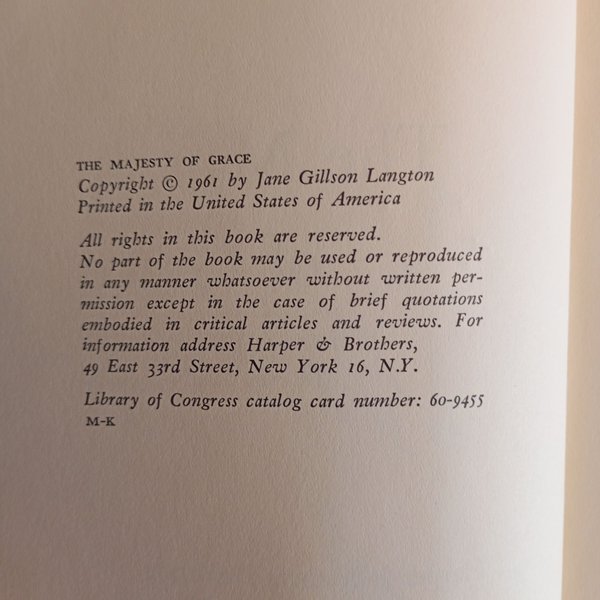 THE MAJESTY OF GRACE
Copyright © 1961 by Jane Gillson Langton
Printed in the United States of America
All rights in this book are reserved.
No part of the book may be used or reproduced
in any manner whatsoever without written per-
mission except in the case of brief quotations
embodied in critical articles and reviews. For
information address Harper & Brothers,
49 East 33rd Street, New York 16, N.Y.
Library of Congress catalog card number: 60-9455
M-K